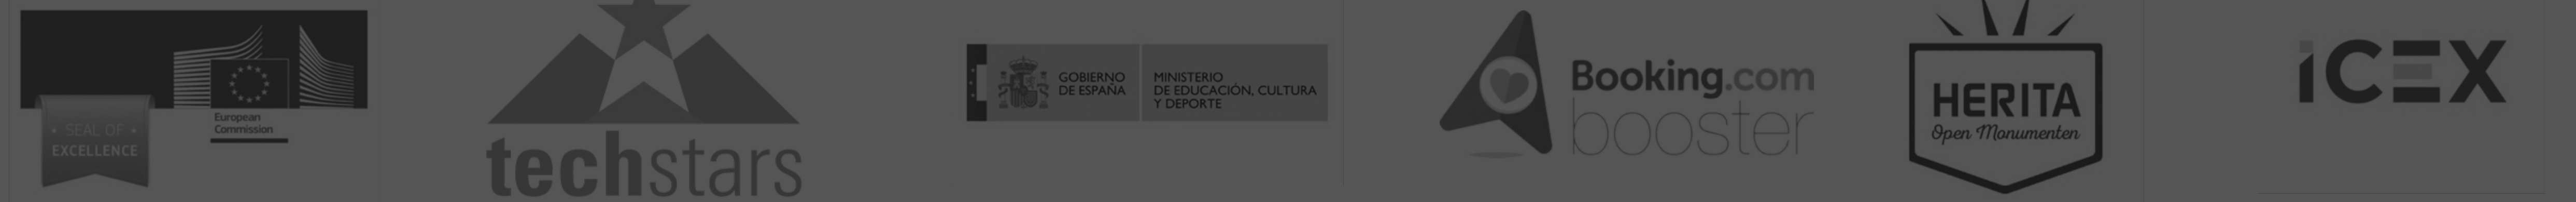 SEAL OF
EXCELLENCE
European
Commission
techstars
GOBIERNO
DE ESPAÑA
MINISTERIO
DE EDUCACIÓN, CULTURA
Y DEPORTE
Booking.com
booster
HERITA
Open Monumenten
iCEX